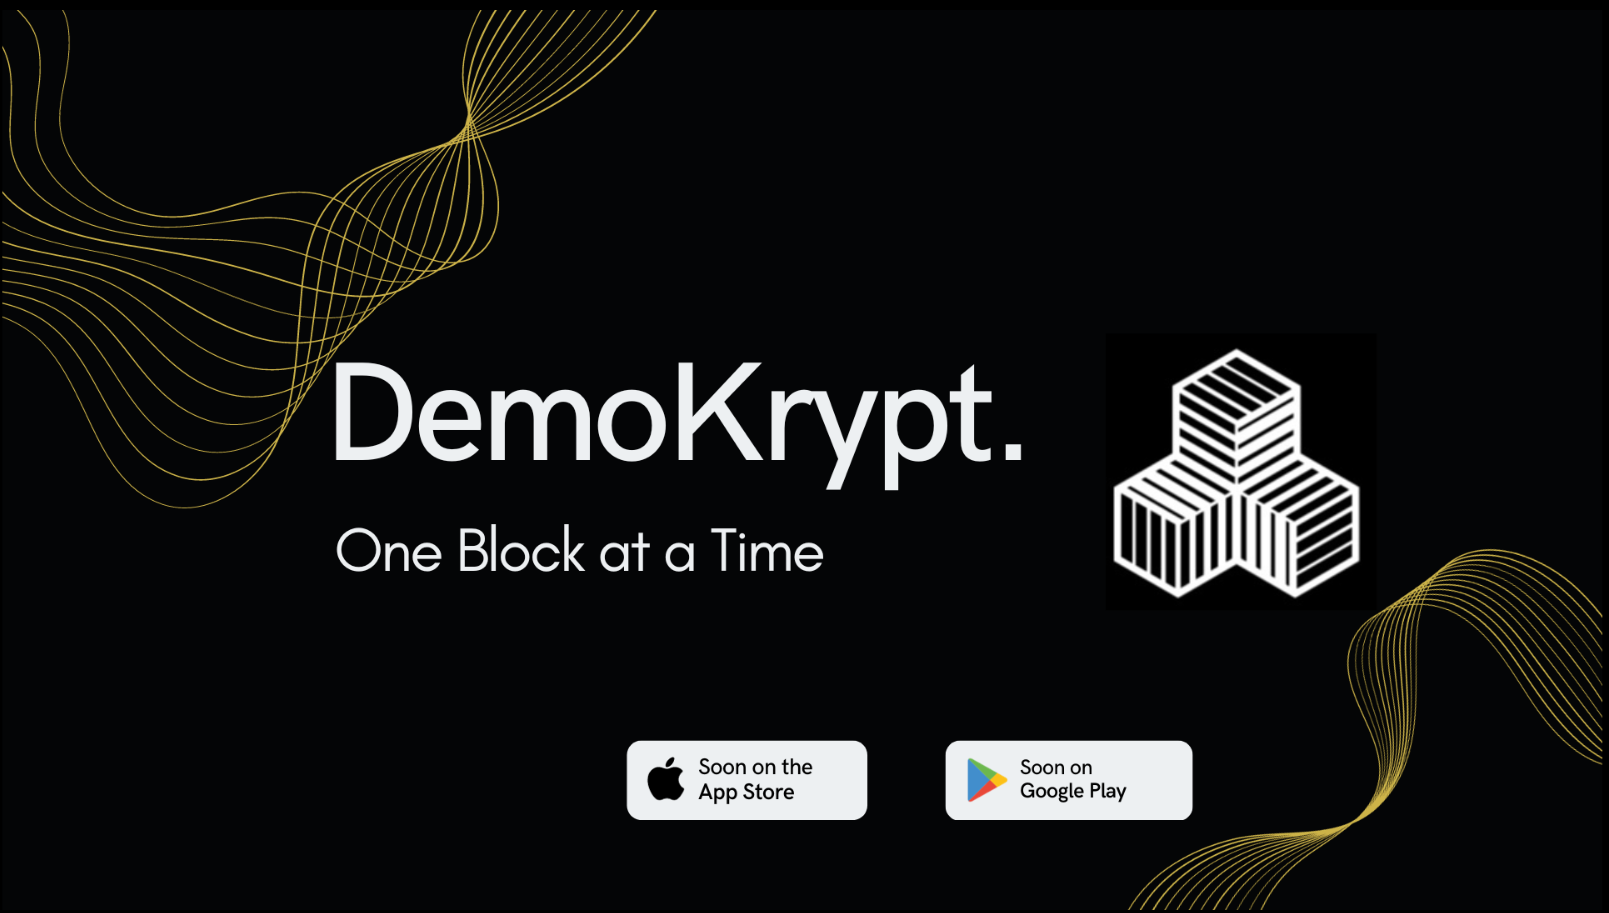 DemoKrypt.
One Block at a Time
Soon on the
App Store
Soon on
Google Play